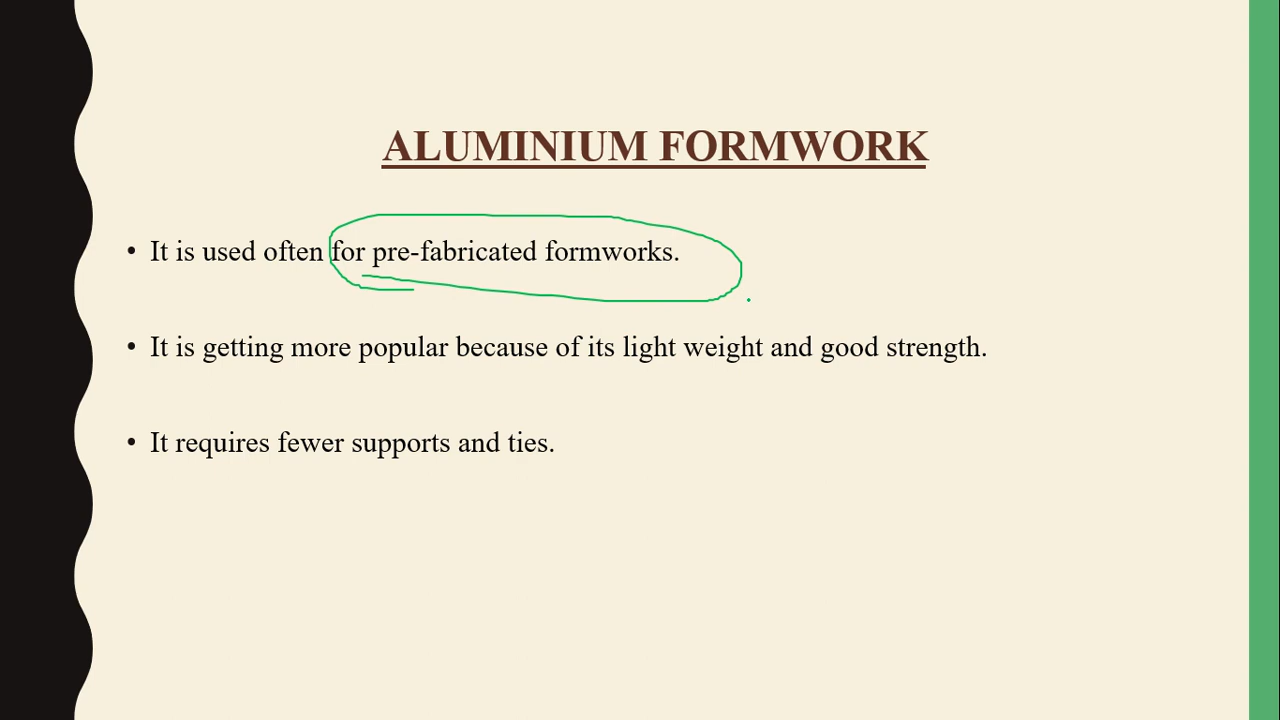 ALUMINIUM FORMWORK
• It is used often for pre-fabricated formworks.
• It is getting more popular because of its light weight and good strength.
• It requires fewer supports and ties.